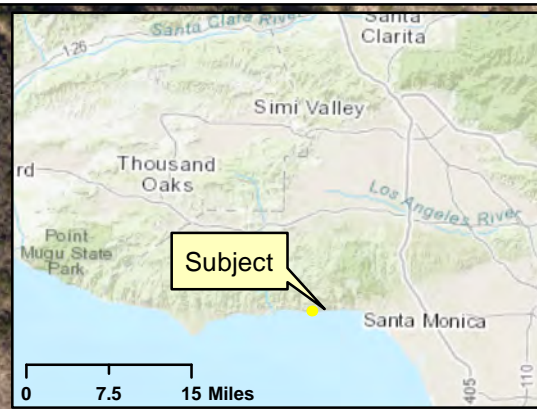 Santa
Clarita
Santa Clara River
126
Simi Valley
Thousand
Oaks
rd
Los Angeles River
Point
Mugu State
Park
Subject
Santa Monica
0 7.5 15 Miles
405
110